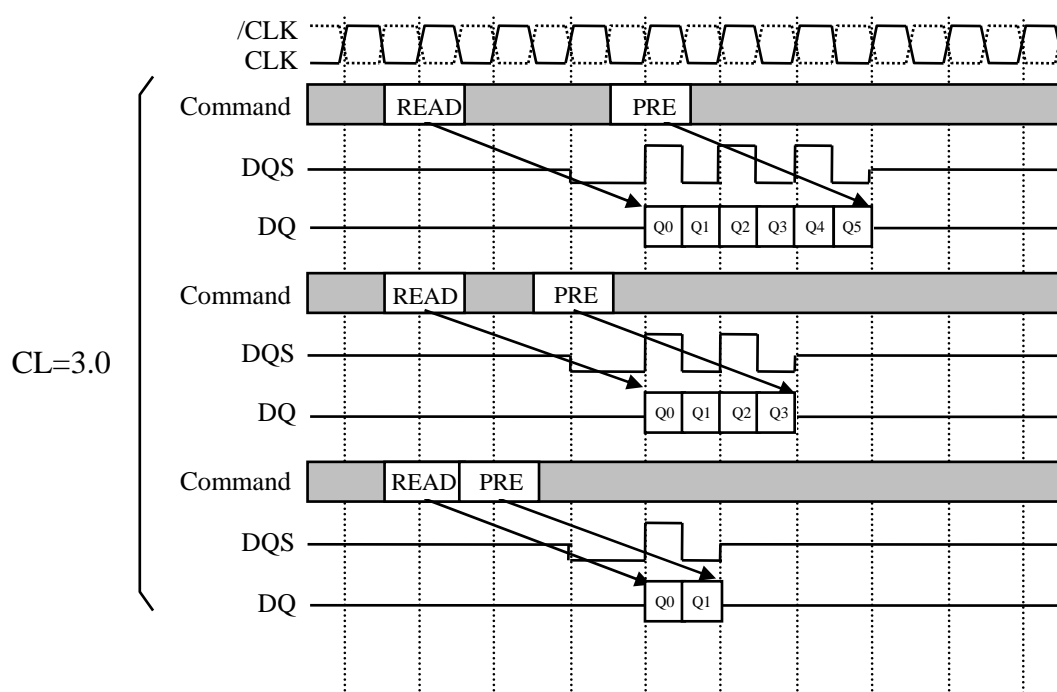 /CLK
CLK
Command READ PRE
DQS
DQ Q0 Q1 Q2 Q3 Q4 Q5
Command READ PRE
CL=3.0
DQS
DQ Q0 Q1 Q2 Q3
Command READ PRE
DQS
DQ Q0 Q1